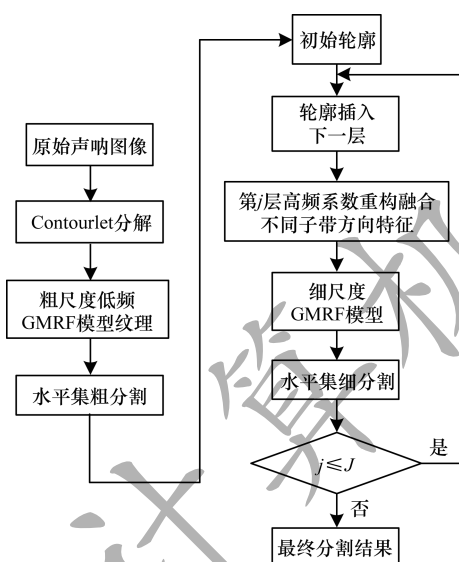 原始声呐图像
Contourlet分解
粗尺度低频
GMRF模型纹理
水平集粗分割
初始轮廓
轮廓插入
下一层
第j层高频系数重构融合
不同子带方向特征
细尺度
GMRF模型
水平集细分割
j≤J
是
否
最终分割结果
计算机